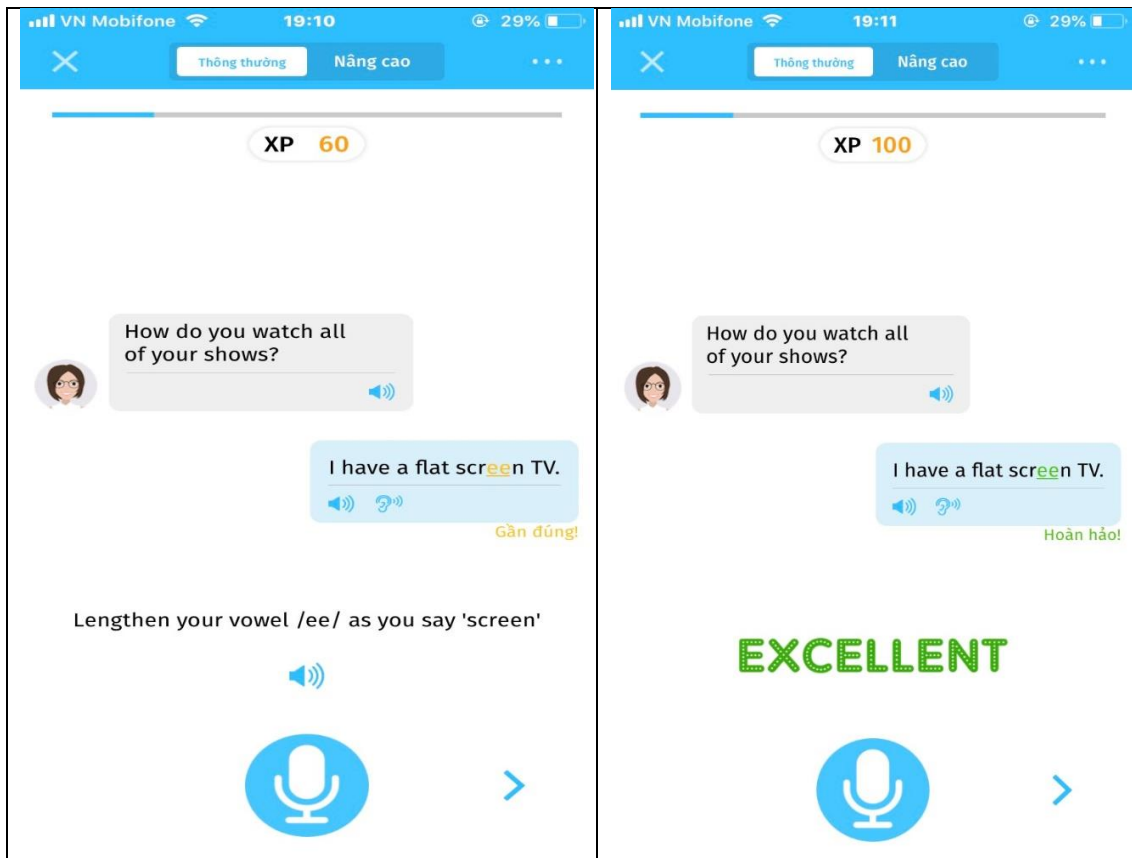 VN Mobifone 19:10 29%
Thông thường Nâng cao
XP 60
How do you watch all
of your shows?
I have a flat screen TV.
Gần đúng!
Lengthen your vowel /ee/ as you say 'screen'
VN Mobifone 19:11 29%
Thông thường Nâng cao
XP 100
How do you watch all
of your shows?
I have a flat screen TV.
Hoàn hảo!
EXCELLENT